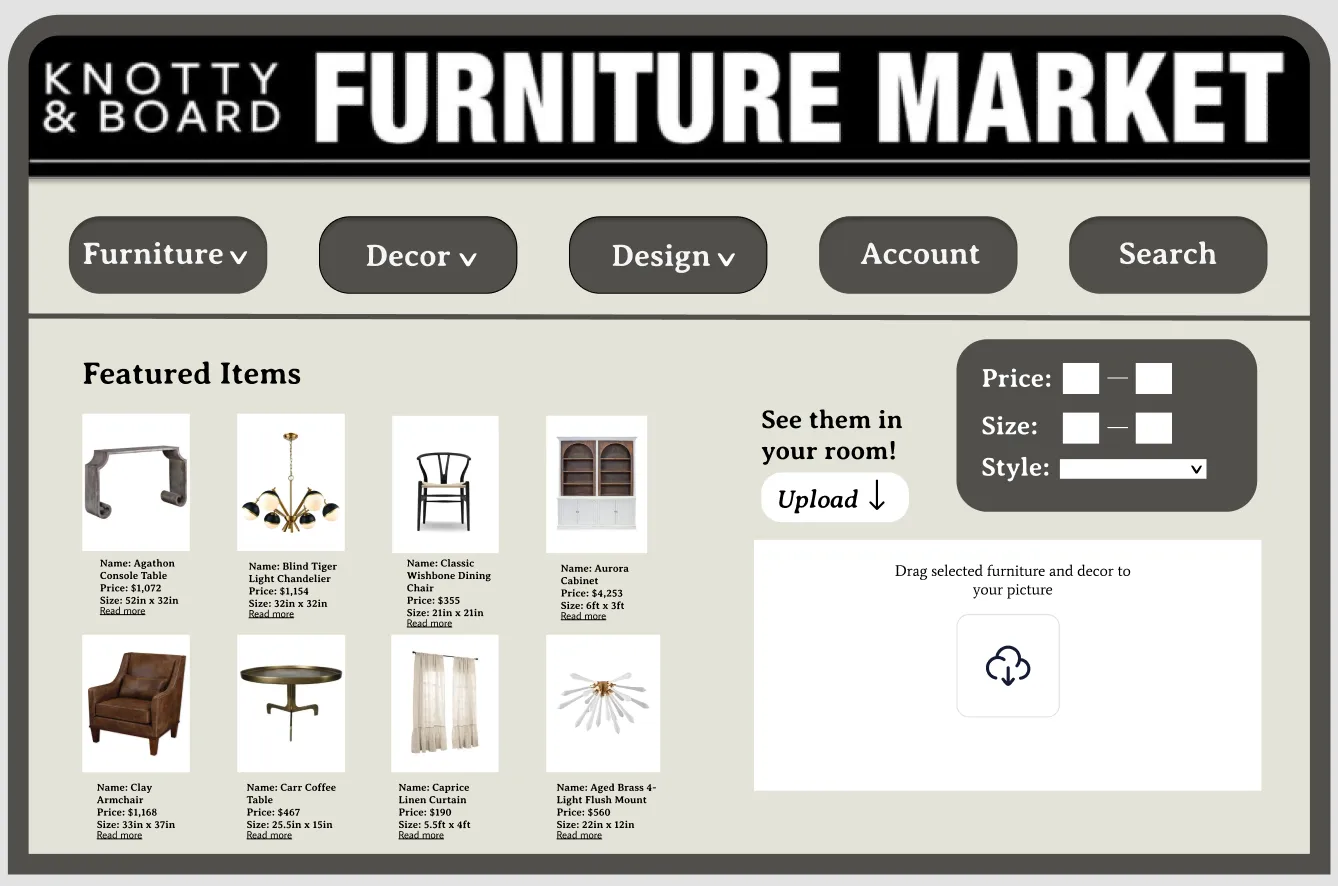 KNOTTY
& BOARD
FURNITURE MARKET
Furniture
Decor
Design
Account
Search
Featured Items
Name: Agathon
Console Table
Price: $1,072
Size: 52in x 32in
Read more
Name: Blind Tiger
Light Chandelier
Price: $1,154
Size: 32in x 32in
Read more
Name: Classic
Wishbone Dining
Chair
Price: $355
Size: 21in x 21in
Read more
Name: Aurora
Cabinet
Price: $4,253
Size: 6ft x 3ft
Read more
Name: Clay
Armchair
Price: $1,168
Size: 33in x 37in
Read more
Name: Carr Coffee
Table
Price: $467
Size: 25.5in x 15in
Read more
Name: Caprice
Linen Curtain
Price: $190
Size: 5.5ft x 4ft
Read more
Name: Aged Brass 4-
Light Flush Mount
Price: $560
Size: 22in x 12in
Read more
See them in
your room!
Upload ↓
Price: —
Size: —
Style:
Drag selected furniture and decor to
your picture